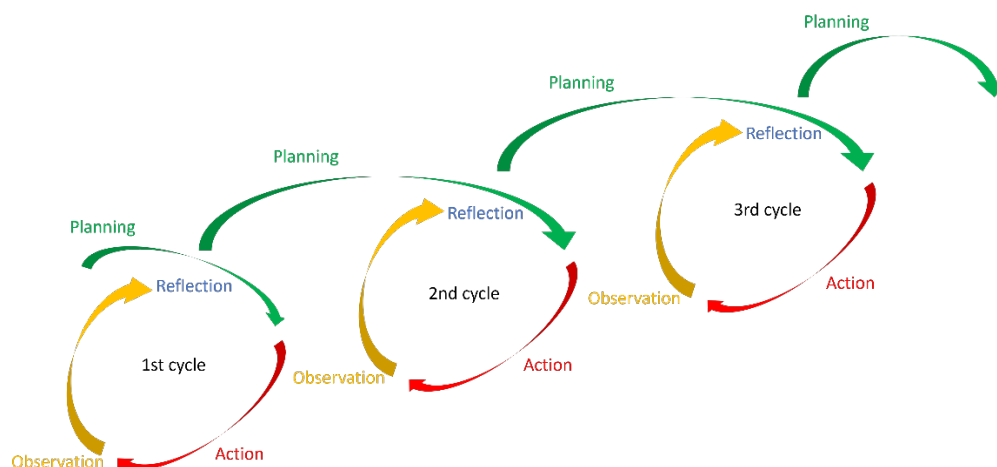 Planning
Reflection
1st cycle
Observation
Action
Planning
Reflection
2nd cycle
Observation
Action
Planning
Reflection
3rd cycle
Observation
Action
Planning